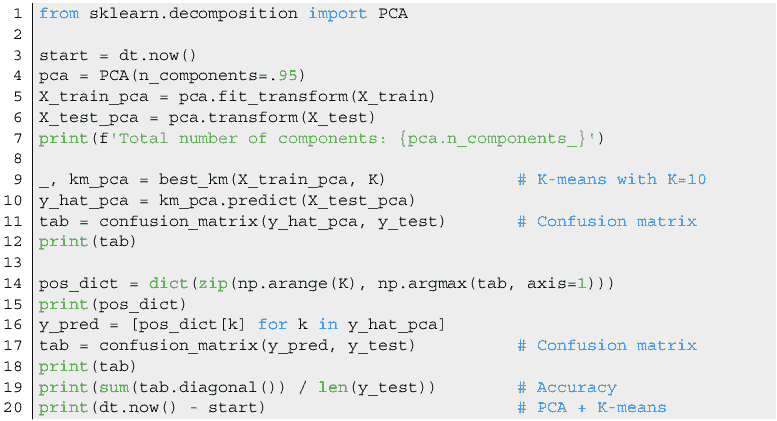 1 from sklearn.decomposition import PCA
2
3 start = dt.now()
4 pca = PCA(n_components=.95)
5 X_train_pca = pca.fit_transform(X_train)
6 X_test_pca = pca.transform(X_test)
7 print(f'Total number of components: {pca.n_components_}')
8
9 _, km_pca = best_km(X_train_pca, K) # K-means with K=10
10 y_hat_pca = km_pca.predict(X_test_pca)
11 tab = confusion_matrix(y_hat_pca, y_test) # Confusion matrix
12 print(tab)
13
14 pos_dict = dict(zip(np.arange(K), np.argmax(tab, axis=1)))
15 print(pos_dict)
16 y_pred = [pos_dict[k] for k in y_hat_pca]
17 tab = confusion_matrix(y_pred, y_test) # Confusion matrix
18 print(tab)
19 print(sum(tab.diagonal()) / len(y_test)) # Accuracy
20 print(dt.now() - start) # PCA + K-means